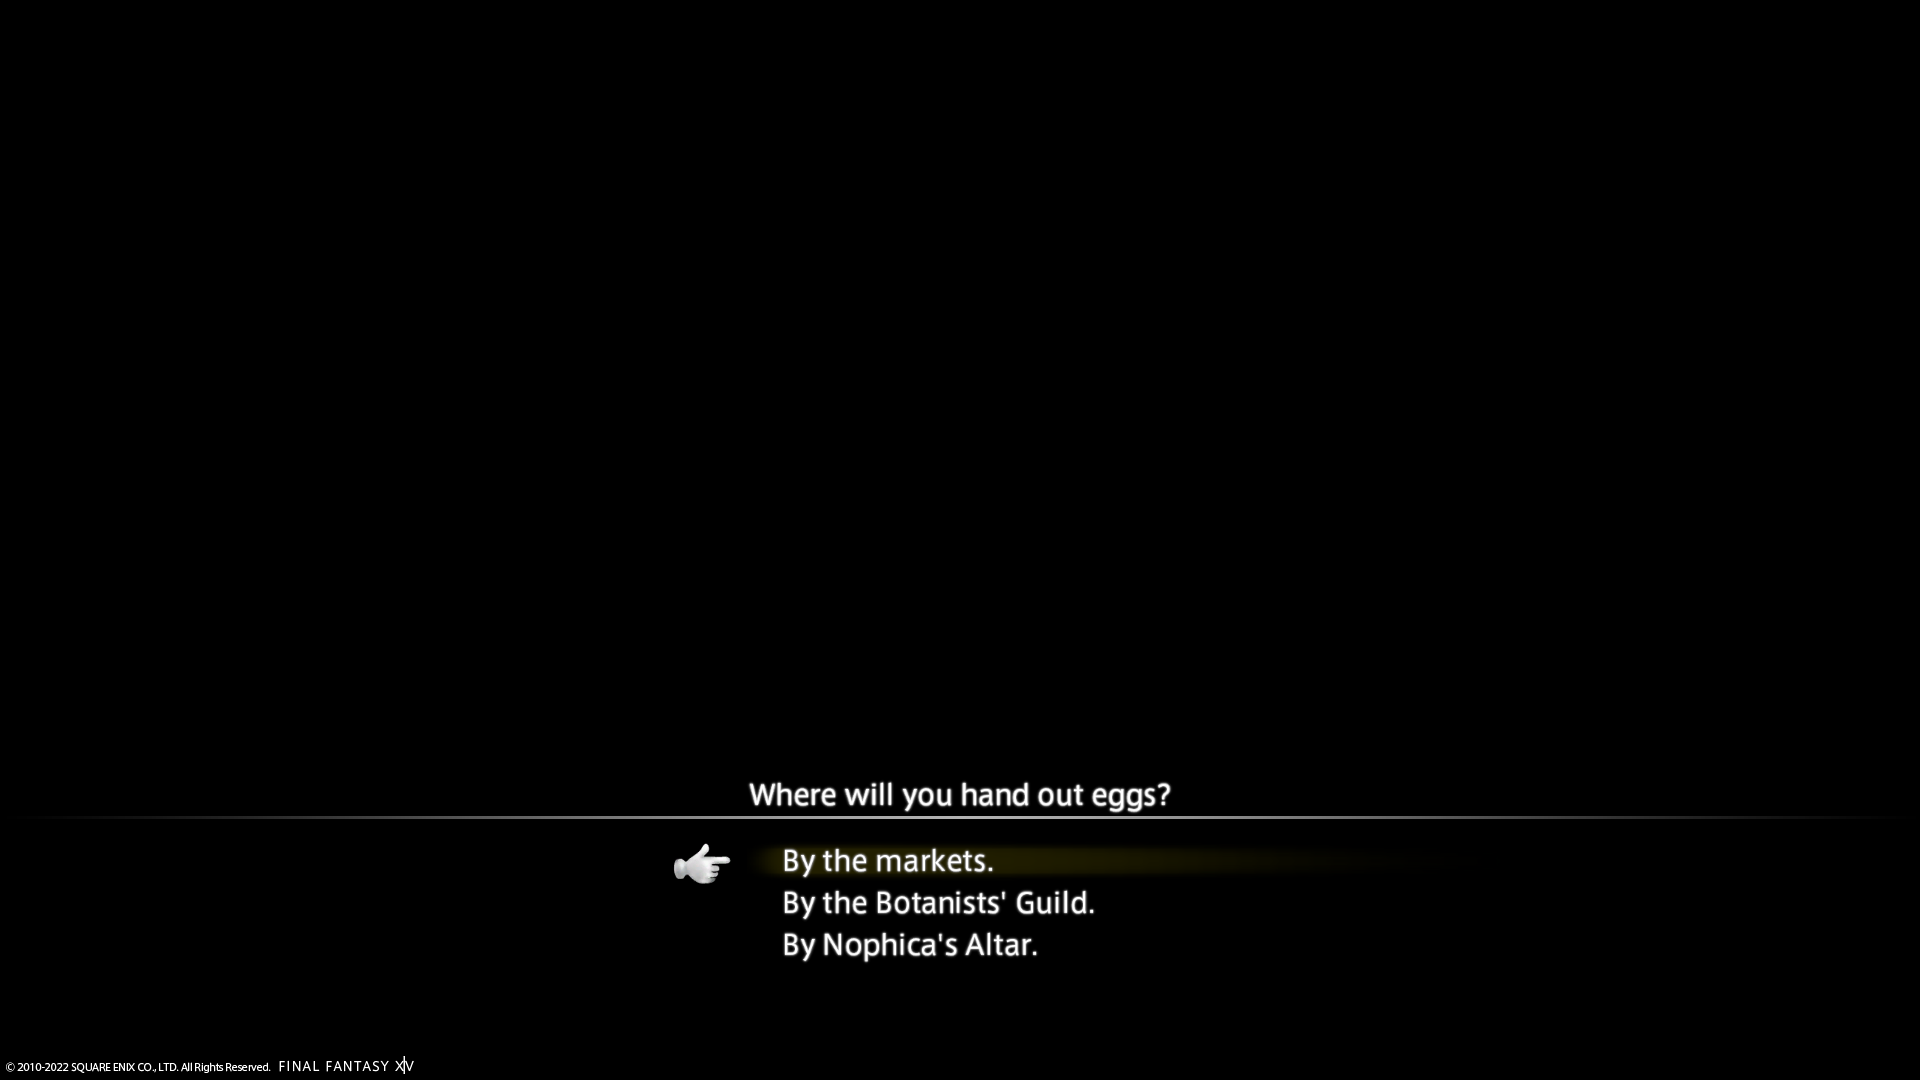 Where will you hand out eggs?
By the markets.
By the Botanists' Guild.
By Nophica's Altar.
© 2010-2022 SQUARE ENIX CO., LTD. All Rights Reserved. FINAL FANTASY XIV